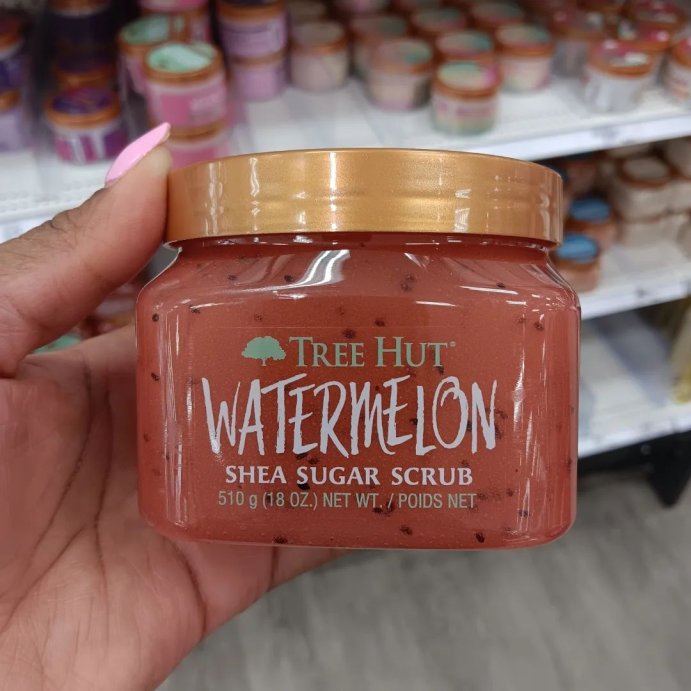 TREE HUT®
WATERMELON
SHEA SUGAR SCRUB
510 g (18 OZ.) NET WT. / POIDS NET